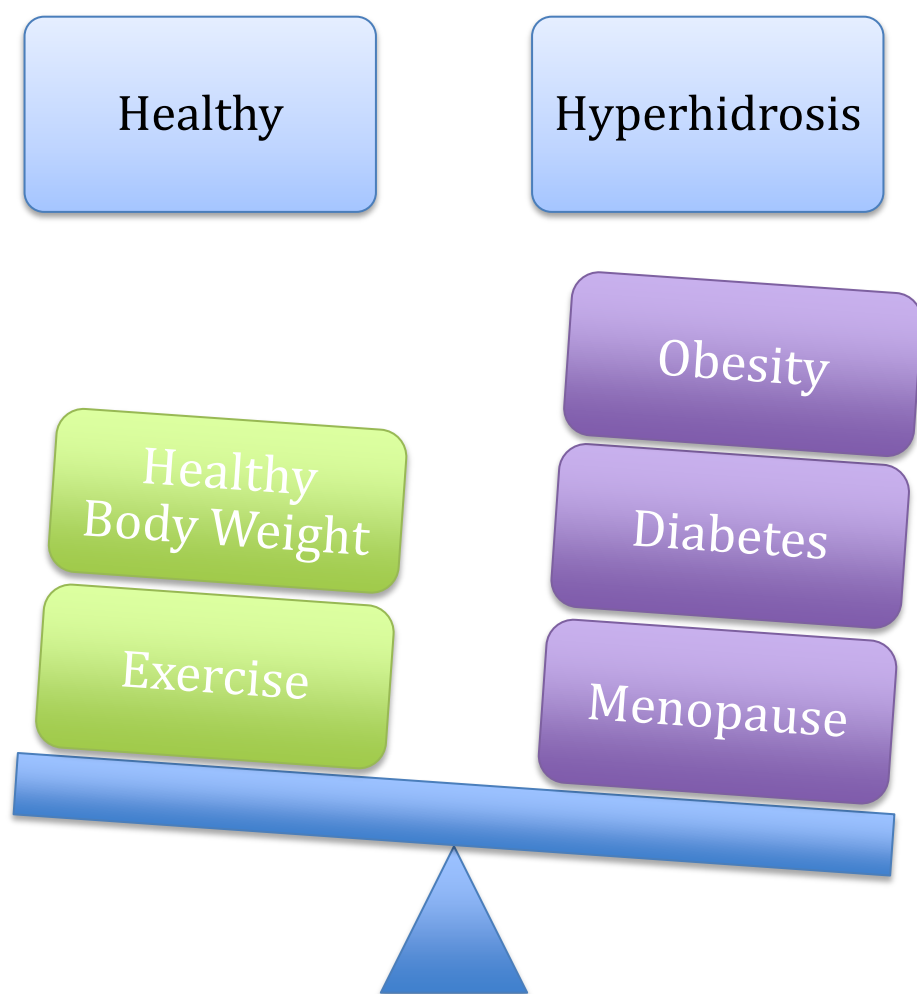 Healthy
Hyperhidrosis
Healthy
Body Weight
Exercise
Obesity
Diabetes
Menopause